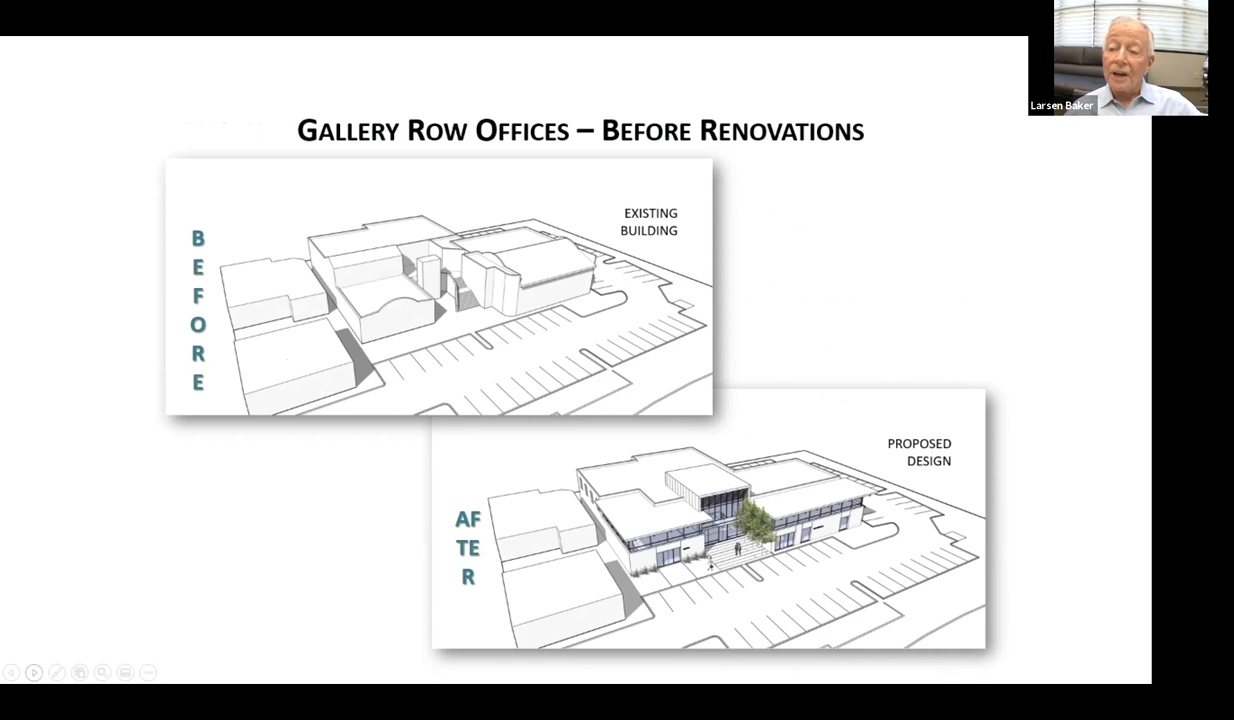 Larsen Baker
GALLERY ROW OFFICES – BEFORE RENOVATIONS
EXISTING
BUILDING
B
E
F
O
R
E
PROPOSED
DESIGN
AF
TE
R